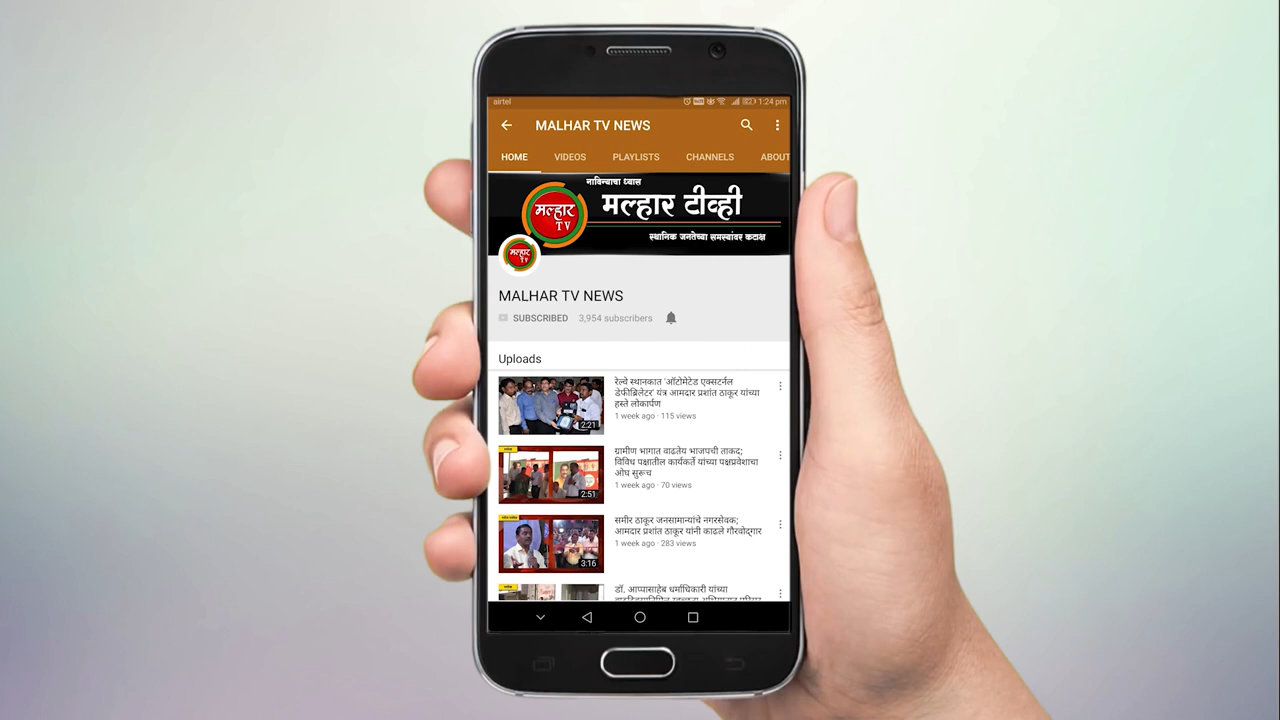 airtel 1:24 pm
MALHAR TV NEWS
HOME VIDEOS PLAYLISTS CHANNELS ABOUT
नाविन्याचा ध्यास
मल्हार टीव्ही
मल्हार
TV
स्थानिक जनतेच्या समस्यांवर कटाक्ष
मल्हार
TV
MALHAR TV NEWS
SUBSCRIBED 3,954 subscribers
Uploads
रेल्वे स्थानकात 'ऑटोमेटेड एक्सटर्नल
डेफीब्रिलेटर' यंत्र आमदार प्रशांत ठाकूर यांच्या
हस्ते लोकार्पण
1 week ago · 115 views
2:21
ग्रामीण भागात वाढतेय भाजपची ताकद;
विविध पक्षातील कार्यकर्ते यांच्या पक्षप्रवेशाचा
ओघ सुरूच
1 week ago · 70 views
2:51
समीर ठाकूर जनसामान्यांचे नगरसेवक;
आमदार प्रशांत ठाकूर यांनी काढले गौरवोद्गार
1 week ago · 283 views
3:16
डॉ. आप्पासाहेब धर्माधिकारी यांच्या